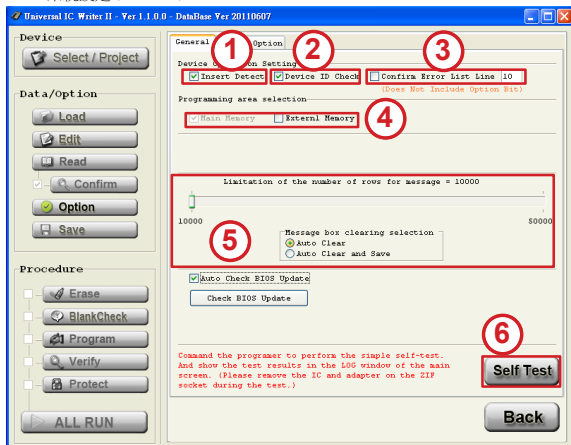 Universal IC Writer II - Ver 1.1.0.0 - DataBase Ver 20110607
Device
Select / Project
Data/Option
Load
Edit
Read
Confirm
Option
Save
Procedure
Erase
BlankCheck
Program
Verify
Protect
ALL RUN
General
Option
1
2
3
Device
Setting
Insert Detect
Device ID Check
Confirm Error List Line 10
(Does Not Include Option Bit)
Programming area selection
Main Memory
Externl Memory
4
Limitation of the number of rows for message = 10000
10000
50000
5
Message box clearing selection
Auto Clear
Auto Clear and Save
Auto Check BIOS Update
Check BIOS Update
6
Command the programer to perform the simple self-test.
And show the test results in the LOG window of the main
screen. (Please remove the IC and adapter on the ZIF
socket during the test.)
Self Test
Back